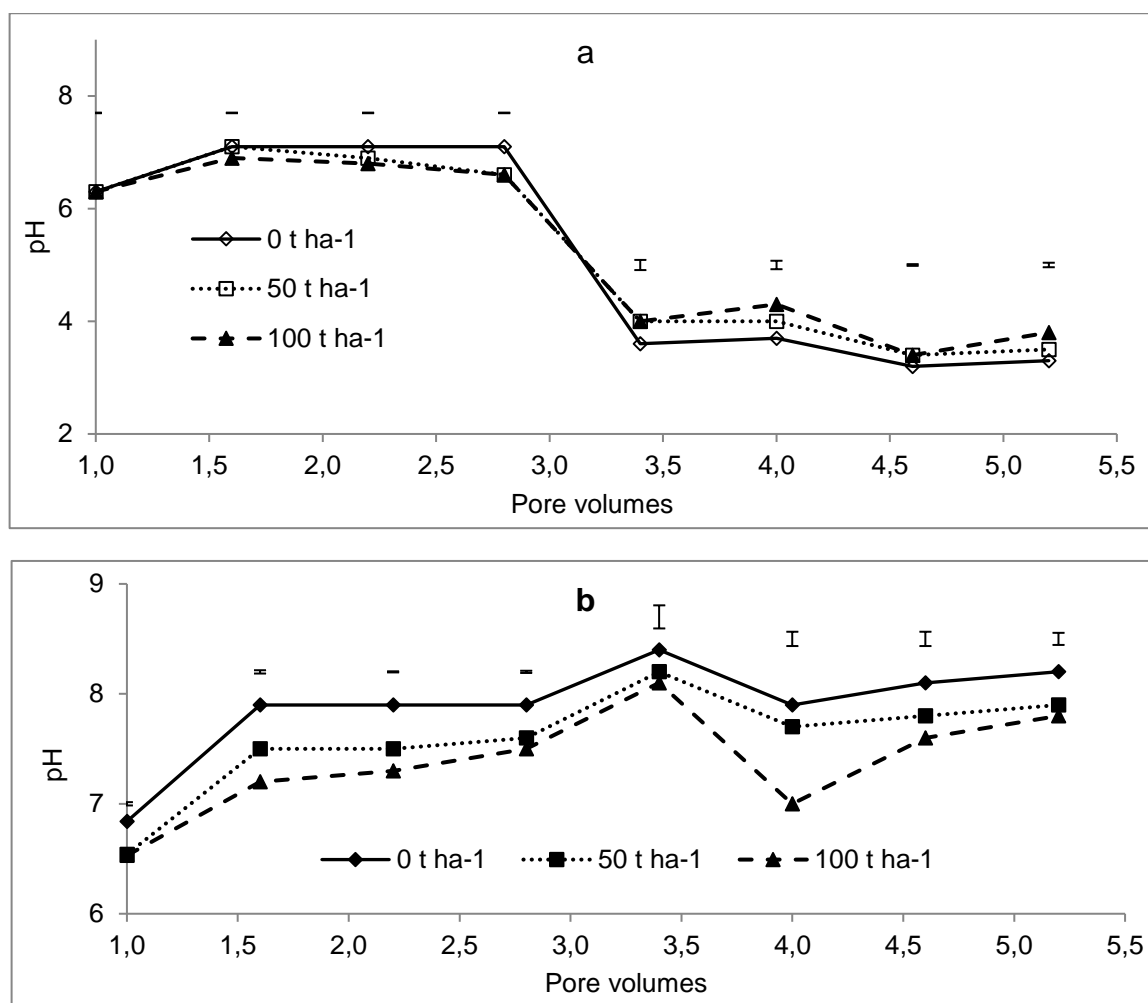 a
8
6
4
2
pH
0 t ha-1
50 t ha-1
100 t ha-1
1,0 1,5 2,0 2,5 3,0 3,5 4,0 4,5 5,0 5,5
Pore volumes
b
9
8
7
6
pH
0 t ha-1 50 t ha-1 100 t ha-1
1,0 1,5 2,0 2,5 3,0 3,5 4,0 4,5 5,0 5,5
Pore volumes